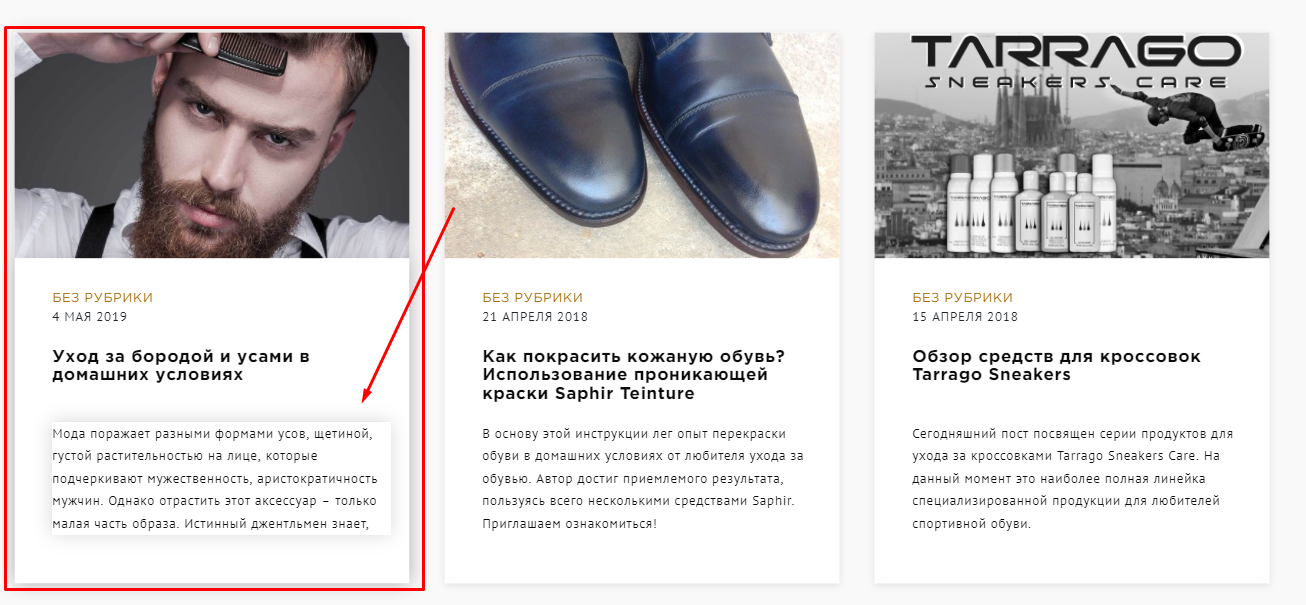 TARRAGO
SNEAKERS CARE
БЕЗ РУБРИКИ
4 МАЯ 2019
Уход за бородой и усами в
домашних условиях
Мода поражает разными формами усов, щетиной,
густой растительностью на лице, которые
подчеркивают мужественность, аристократичность
мужчин. Однако отрастить этот аксессуар – только
малая часть образа. Истинный джентльмен знает,
БЕЗ РУБРИКИ
21 АПРЕЛЯ 2018
Как покрасить кожаную обувь?
Использование проникающей
краски Saphir Teinture
В основу этой инструкции лег опыт перекраски
обуви в домашних условиях от любителя ухода за
обувью. Автор достиг приемлемого результата,
пользуясь всего несколькими средствами Saphir.
Приглашаем ознакомиться!
БЕЗ РУБРИКИ
15 АПРЕЛЯ 2018
Обзор средств для кроссовок
Tarrago Sneakers
Сегодняшний пост посвящен серии продуктов для
ухода за кроссовками Tarrago Sneakers Care. На
данный момент это наиболее полная линейка
специализированной продукции для любителей
спортивной обуви.